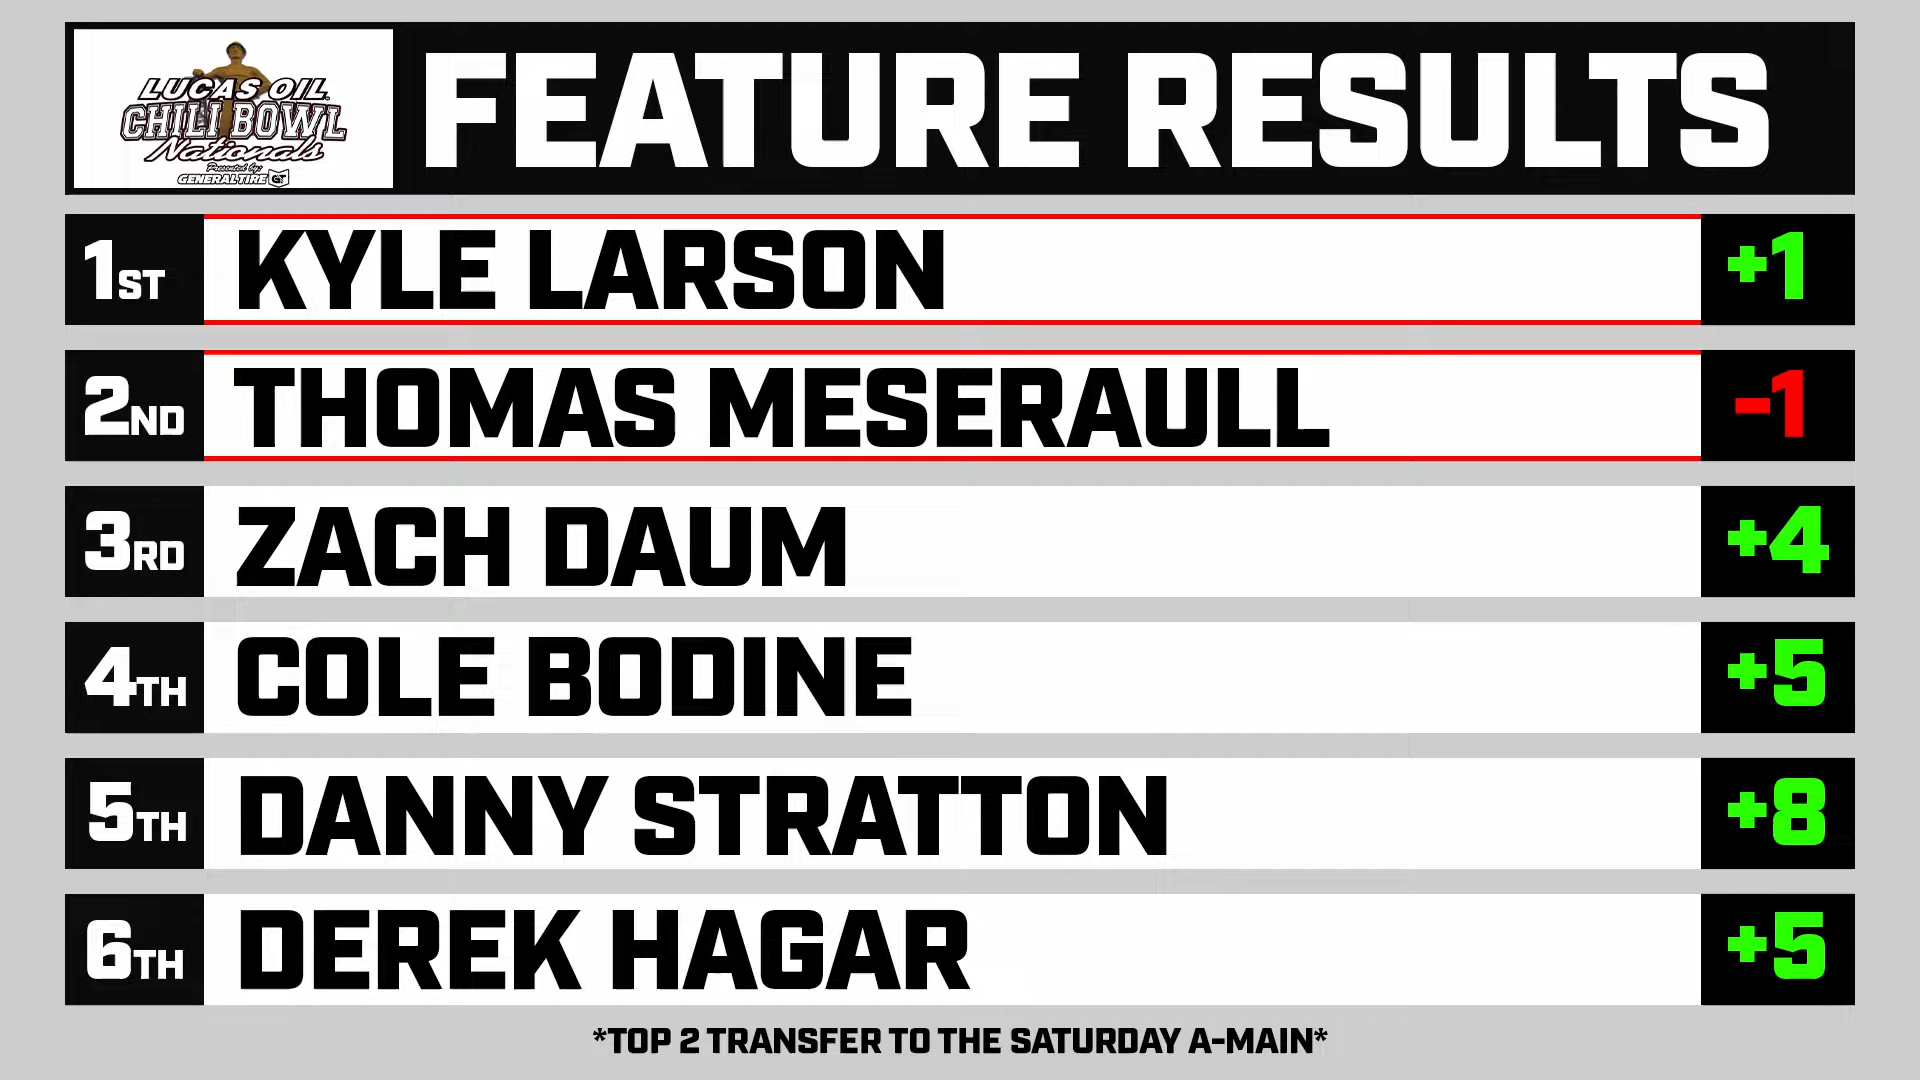 LUCAS OIL
CHILI BOWL
Nationals
Presented by:
GENERAL TIRE GT
FEATURE RESULTS
1ST KYLE LARSON +1
2ND THOMAS MESERAULL -1
3RD ZACH DAUM +4
4TH COLE BODINE +5
5TH DANNY STRATTON +8
6TH DEREK HAGAR +5
*TOP 2 TRANSFER TO THE SATURDAY A-MAIN*